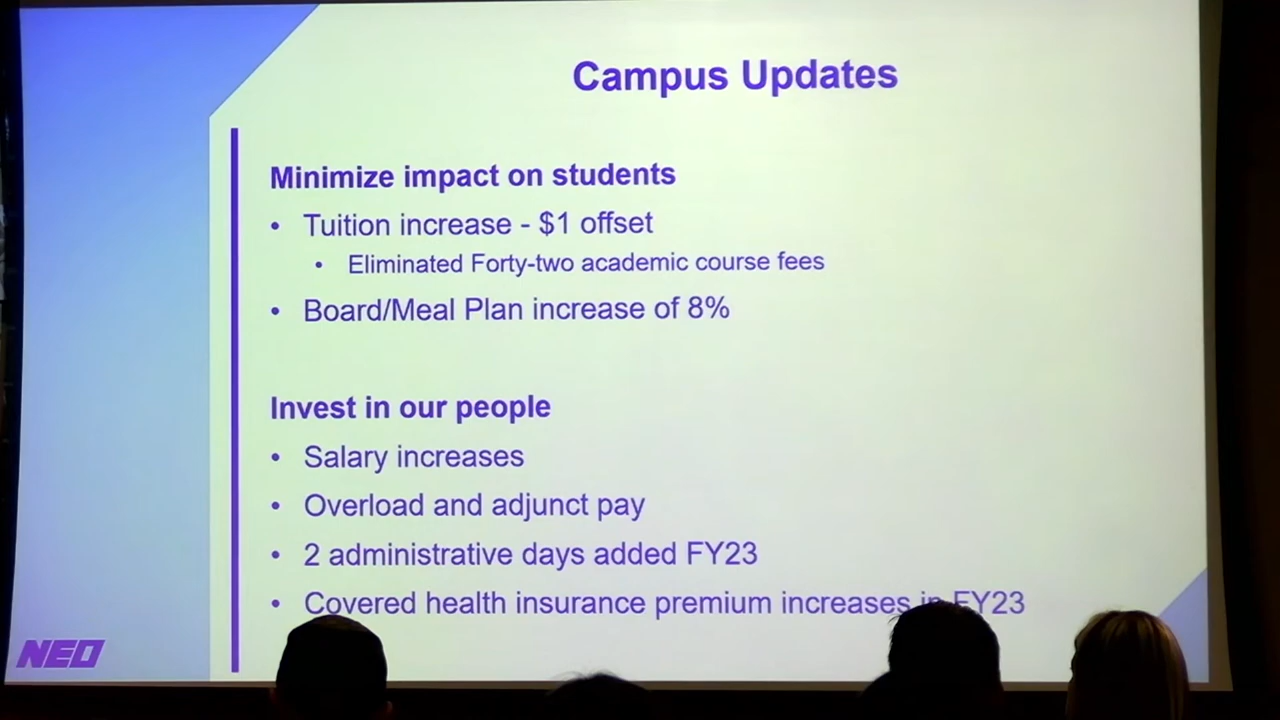 Campus Updates
Minimize impact on students
• Tuition increase - $1 offset
• Eliminated Forty-two academic course fees
• Board/Meal Plan increase of 8%
Invest in our people
• Salary increases
• Overload and adjunct pay
• 2 administrative days added FY23
• Covered health insurance premium increases in FY23
NEO